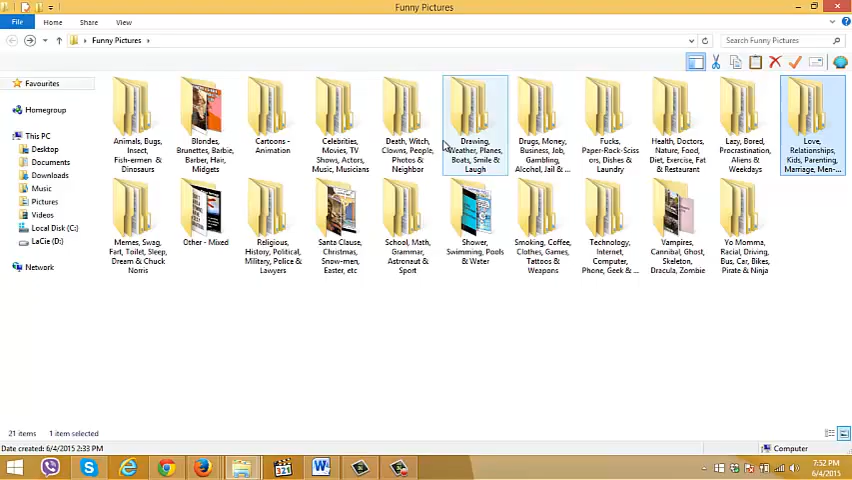 Funny Pictures
File Home Share View
Funny Pictures
Search Funny Pictures
Favourites
Homegroup
This PC
Desktop
Documents
Downloads
Music
Pictures
Videos
Local Disk (C:)
LaCie (D:)
Network
Animals, Bugs,
Insect,
Fish-ermen &
Dinosaurs
Blondes,
Brunettes, Barbie,
Barber, Hair,
Midgets
Cartoons -
Animation
Celebrities,
Movies, TV
Shows, Actors,
Music, Musicians
Death, Witch,
Clowns, People,
Photos &
Neighbor
Drawing,
Weather, Planes,
Boats, Smile &
Laugh
Drugs, Money,
Business, Job,
Gambling,
Alcohol, Jail & ...
Fucks,
Paper-Rock-Sciss
ors, Dishes &
Laundry
Health, Doctors,
Nature, Food,
Diet, Exercise, Fat
& Restaurant
Lazy, Bored,
Procrastination,
Aliens &
Weekdays
Love,
Relationships,
Kids, Parenting,
Marriage, Men-...
Memes, Swag,
Fart, Toilet, Sleep,
Dream & Chuck
Norris
Other - Mixed
Religious,
History, Political,
Military, Police &
Lawyers
Santa Clause,
Christmas,
Snow-men,
Easter, etc
School, Math,
Grammar,
Astronaut &
Sport
Shower,
Swimming, Pools
& Water
Smoking, Coffee,
Clothes, Games,
Tattoos &
Weapons
Technology,
Internet,
Computer,
Phone, Geek & ...
Vampires,
Cannibal, Ghost,
Skeleton,
Dracula, Zombie
Yo Momma,
Racial, Driving,
Bus, Car, Bikes,
Pirate & Ninja
21 items 1 item selected
Date created: 6/4/2015 2:33 PM
Computer
7:52 PM
6/4/2015